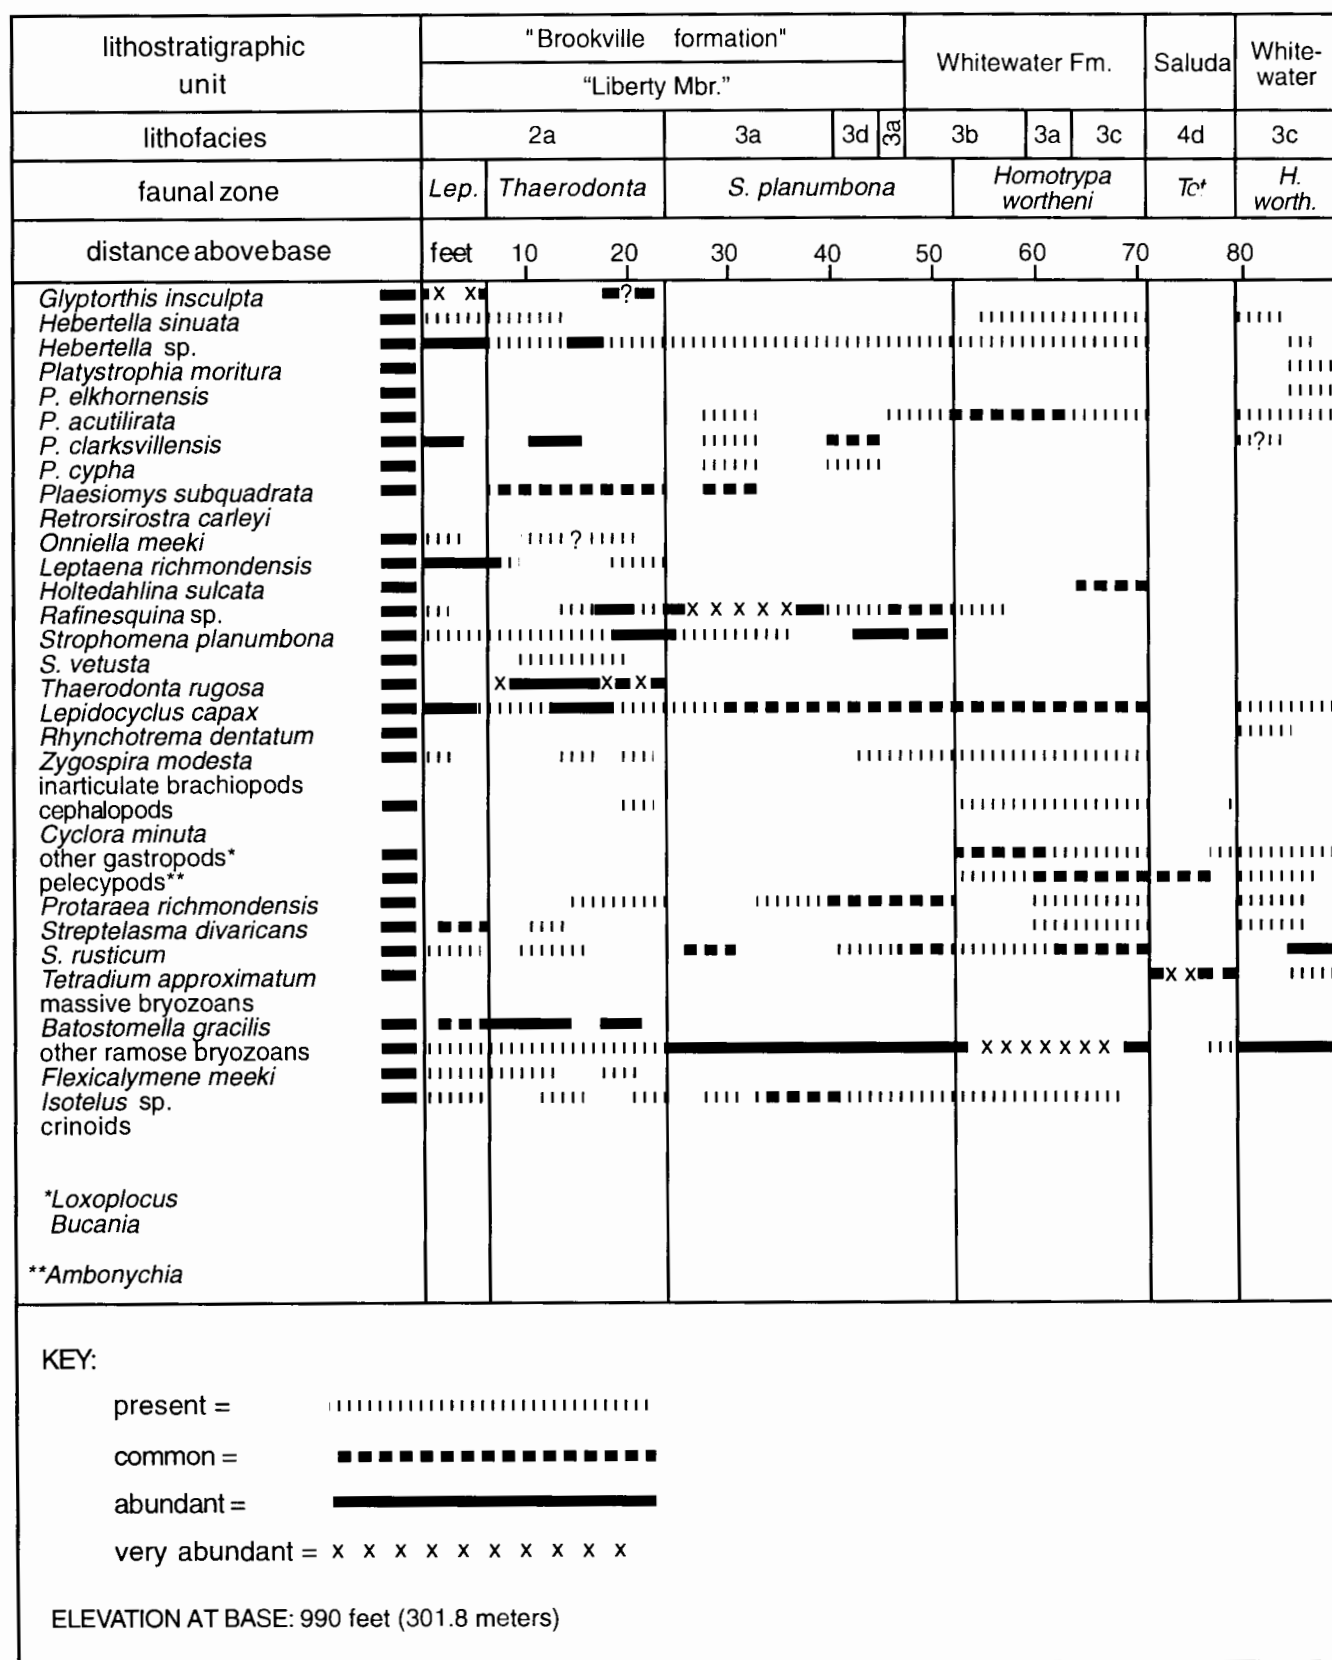 lithostratigraphic unit
"Brookville formation"
"Liberty Mbr."
Whitewater Fm.
Saluda
White-
water
lithofacies
2a
3a
3d
3a
3b
3a
3c
4d
3c
faunal zone
Lep.
Thaerodonta
S. planumbona
Homotrypa
wortheni
H.
worth.
distance above base
feet 10 20 30 40 50 60 70 80
Glyptorthis insculpta x x ?
Hebertella sinuata
Hebertella sp.
Platystrophia moritura
P. elkhornensis
P. acutilirata
P. clarksvillensis ?
P. cypha
Plaesiomys subquadrata
Retrorsirostra carleyi
Onniella meeki ?
Leptaena richmondensis
Holtedahlina sulcata
Rafinesquina sp. x x x x x
Strophomena planumbona
S. vetusta
Thaerodonta rugosa x x x
Lepidocyclus capax
Rhynchotrema dentatum
Zygospira modesta
inarticulate brachiopods
cephalopods
Cyclora minuta
other gastropods*
pelecypods**
Protaraea richmondensis
Streptelasma divaricans
S. rusticum
Tetradium approximatum x x
massive bryozoans
Batostomella gracilis
other ramose bryozoans x x x x x x x
Flexicalymene meeki
Isotelus sp.
crinoids
*Loxoplocus
Bucania
**Ambonychia
KEY:
present =
common =
abundant =
very abundant = x x x x x x x x x x
ELEVATION AT BASE: 990 feet (301.8 meters)